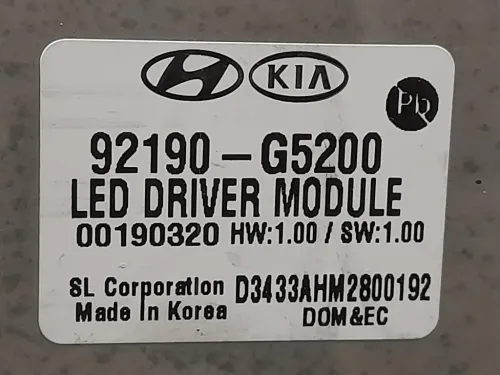 KIA
Pb
92190-G5200
LED DRIVER MODULE
00190320 HW:1.00 / SW:1.00
SL Corporation D3433AHM2800192
Made In Korea DOM&EC